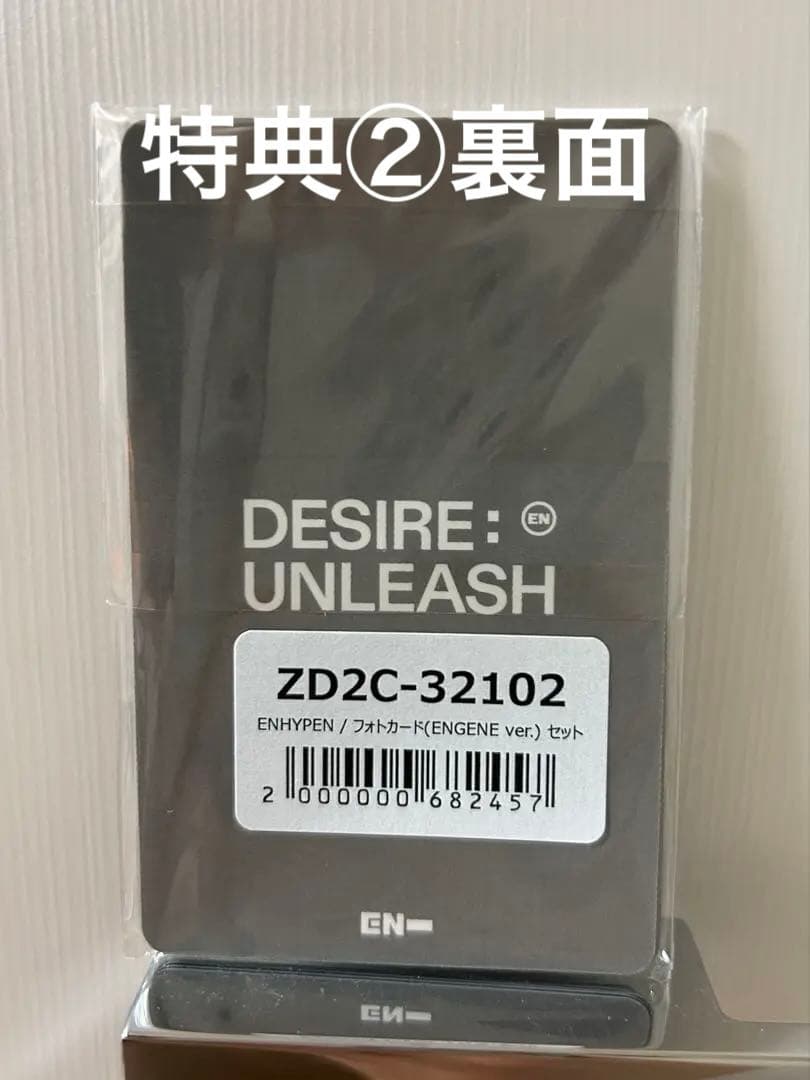 特典②裏面
DESIRE: EN
UNLEASH
ZD2C-32102
ENHYPEN / フォトカード(ENGENE ver.) セット
2 000000 682457
EN-